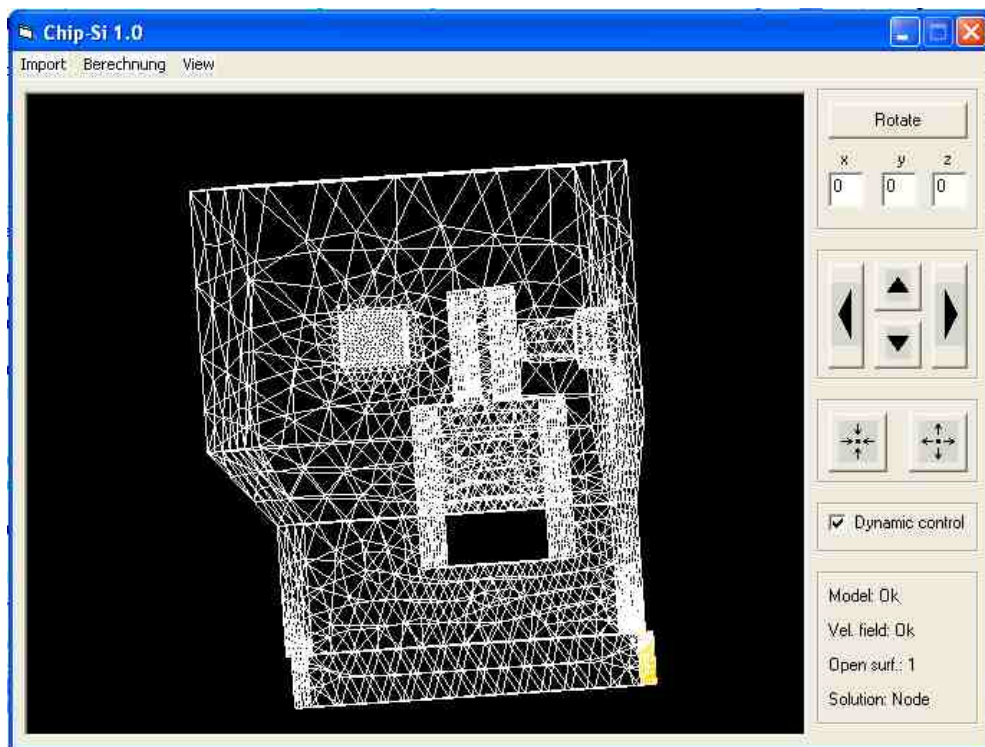 Chip-Si 1.0
Import Berechnung View
Rotate
x y z
0 0 0
Dynamic control
Model: Ok
Vel. field: Ok
Open surf.: 1
Solution: Node